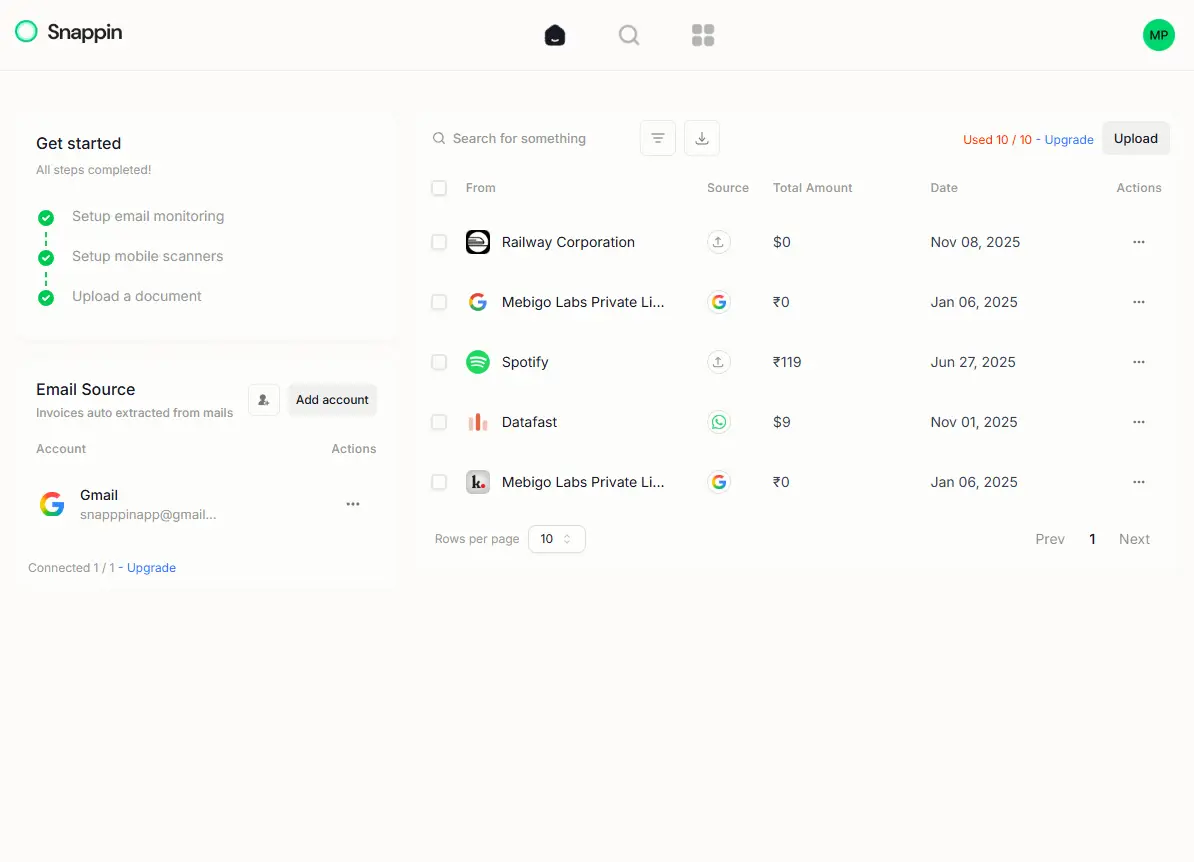 Snappin
MP
Get started
All steps completed!
Setup email monitoring
Setup mobile scanners
Upload a document
Email Source
Invoices auto extracted from mails
Add account
Account Actions
Gmail
snapppinapp@gmail...
Connected 1 / 1 - Upgrade
Search for something
Used 10 / 10 - Upgrade
Upload
From Source Total Amount Date Actions
Railway Corporation $0 Nov 08, 2025
Mebigo Labs Private Li... ₹0 Jan 06, 2025
Spotify ₹119 Jun 27, 2025
Datafast $9 Nov 01, 2025
k. Mebigo Labs Private Li... ₹0 Jan 06, 2025
Rows per page 10
Prev 1 Next